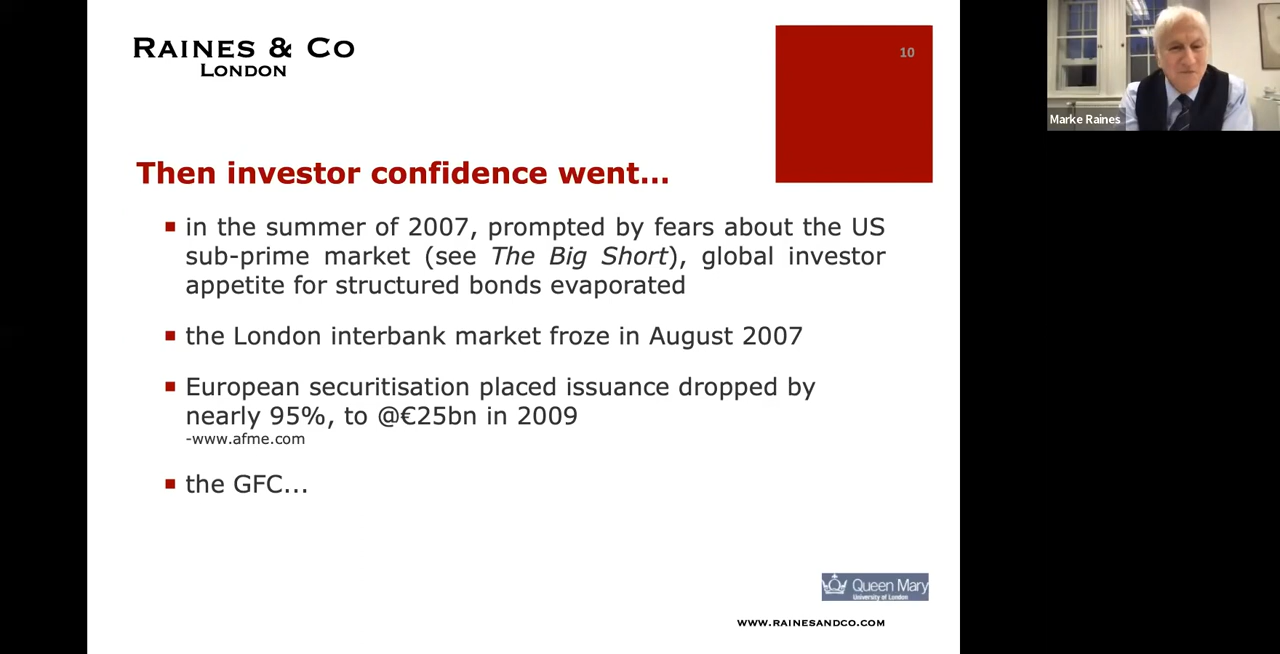 RAINES & CO
LONDON
10
Marke Raines
Then investor confidence went...
in the summer of 2007, prompted by fears about the US
sub-prime market (see The Big Short), global investor
appetite for structured bonds evaporated
the London interbank market froze in August 2007
European securitisation placed issuance dropped by
nearly 95%, to @€25bn in 2009
-www.afme.com
the GFC...
Queen Mary
University of London
WWW.RAINESANDCO.COM